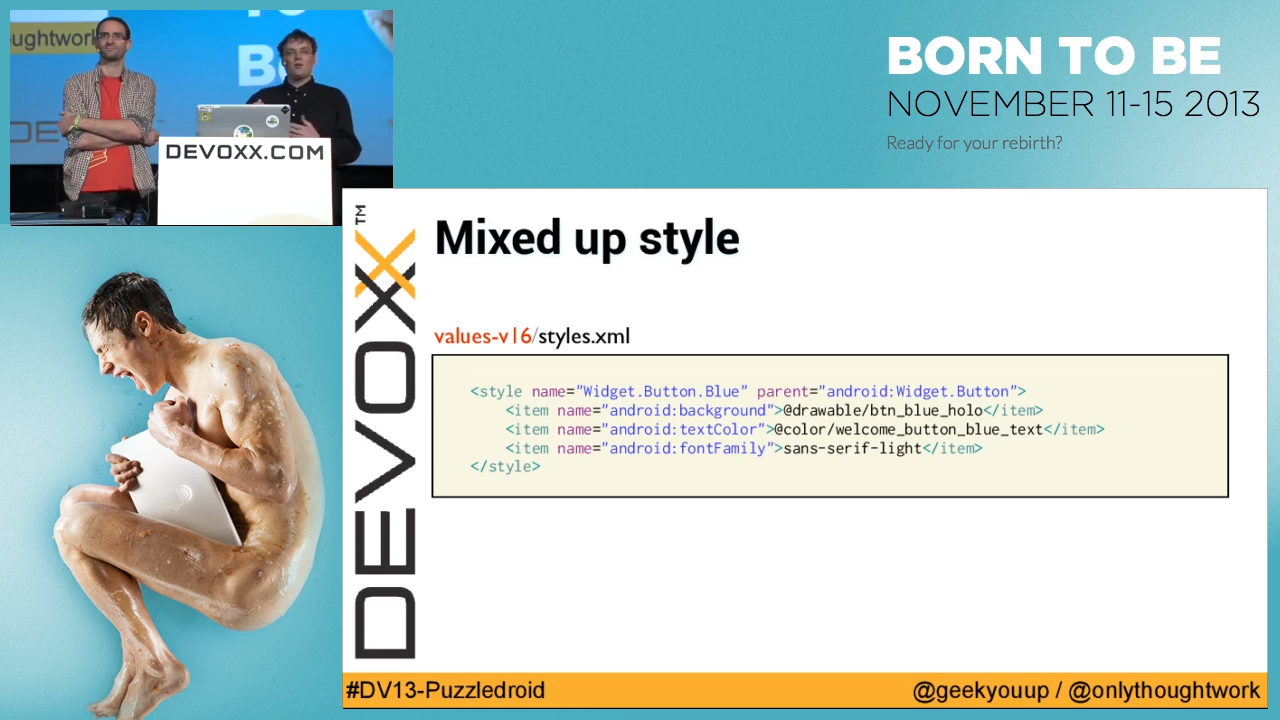 ughtwork
BORN TO BE
NOVEMBER 11-15 2013
Ready for your rebirth?
DEVOXX.COM
DEVOXX™
Mixed up style
values-v16/styles.xml
<style name="Widget.Button.Blue" parent="android:Widget.Button">
<item name="android:background">@drawable/btn_blue_holo</item>
<item name="android:textColor">@color/welcome_button_blue_text</item>
<item name="android:fontFamily">sans-serif-light</item>
</style>
#DV13-Puzzledroid
@geekyouup / @onlythoughtwork